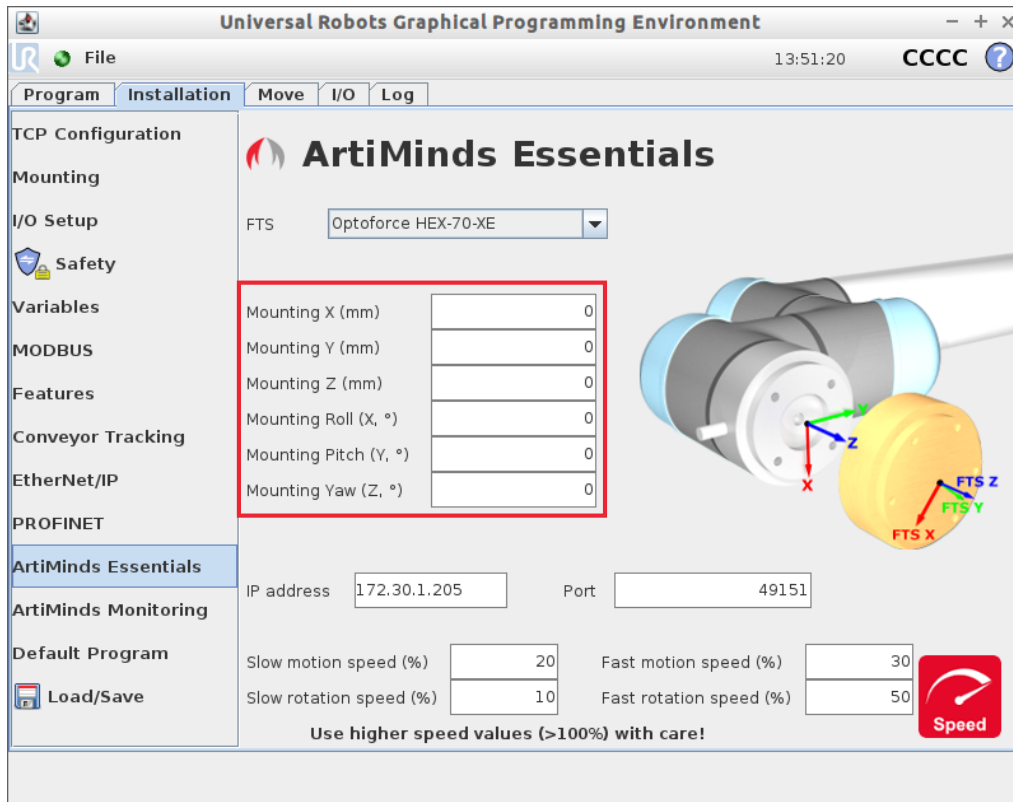 Universal Robots Graphical Programming Environment
File
13:51:20
CCCC
?
Program Installation Move I/O Log
TCP Configuration
Mounting
I/O Setup
Safety
Variables
MODBUS
Features
Conveyor Tracking
EtherNet/IP
PROFINET
ArtiMinds Essentials
ArtiMinds Monitoring
Default Program
Load/Save
ArtiMinds Essentials
FTS Optoforce HEX-70-XE
Mounting X (mm) 0
Mounting Y (mm) 0
Mounting Z (mm) 0
Mounting Roll (X, °) 0
Mounting Pitch (Y, °) 0
Mounting Yaw (Z, °) 0
Y
Z
X
FTS Z
FTS Y
FTS X
IP address 172.30.1.205 Port 49151
Slow motion speed (%) 20 Fast motion speed (%) 30
Slow rotation speed (%) 10 Fast rotation speed (%) 50
Speed
Use higher speed values (>100%) with care!